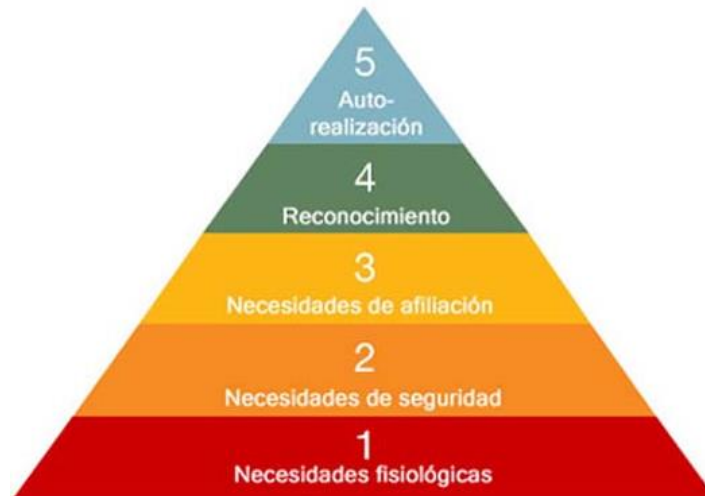 5
Auto-
realización
4
Reconocimiento
3
Necesidades de afiliación
2
Necesidades de seguridad
1
Necesidades fisiológicas